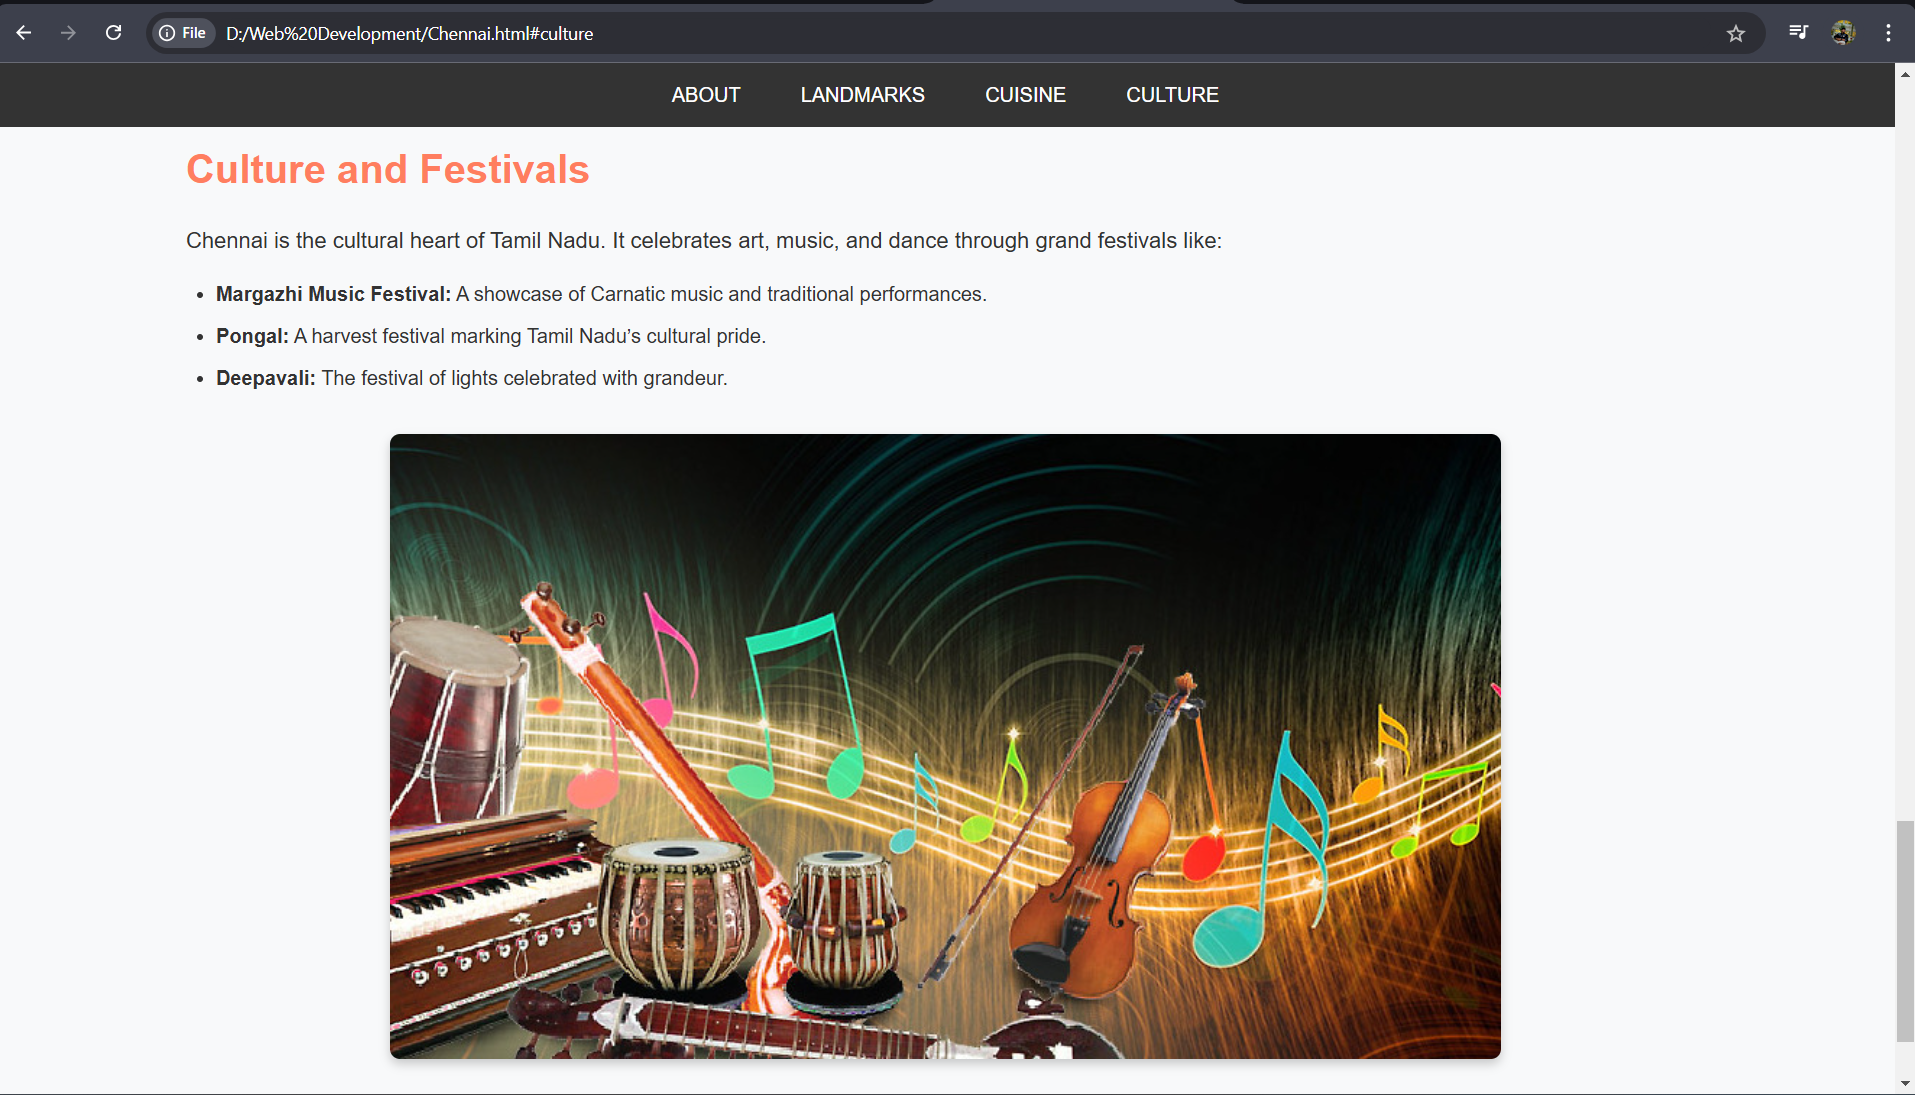 File D:/Web%20Development/Chennai.html#culture
ABOUT LANDMARKS CUISINE CULTURE
Culture and Festivals
Chennai is the cultural heart of Tamil Nadu. It celebrates art, music, and dance through grand festivals like:
• Margazhi Music Festival: A showcase of Carnatic music and traditional performances.
• Pongal: A harvest festival marking Tamil Nadu’s cultural pride.
• Deepavali: The festival of lights celebrated with grandeur.